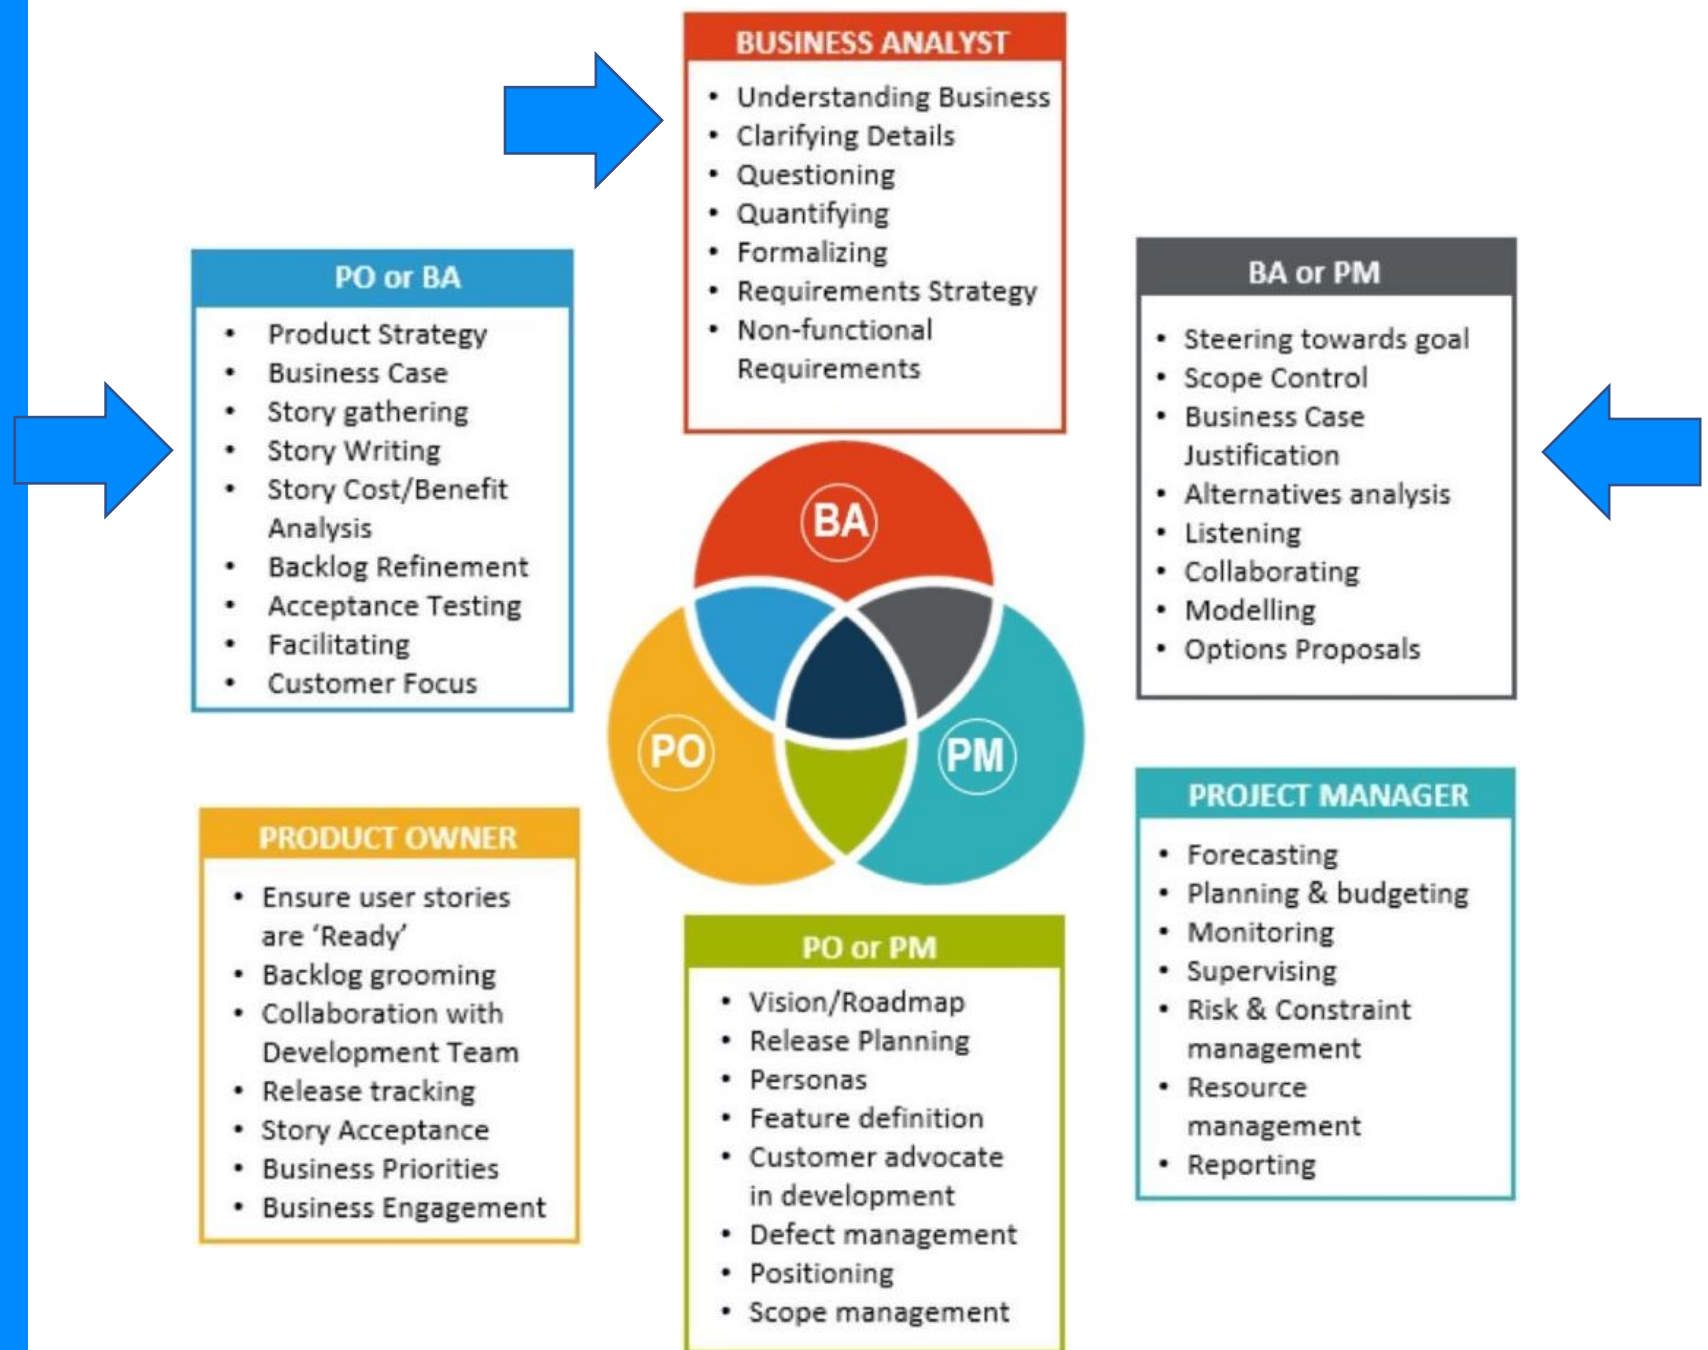 BUSINESS ANALYST
• Understanding Business
• Clarifying Details
• Questioning
• Quantifying
• Formalizing
• Requirements Strategy
• Non-functional
Requirements
PO or BA
• Product Strategy
• Business Case
• Story gathering
• Story Writing
• Story Cost/Benefit
Analysis
• Backlog Refinement
• Acceptance Testing
• Facilitating
• Customer Focus
BA or PM
• Steering towards goal
• Scope Control
• Business Case
Justification
• Alternatives analysis
• Listening
• Collaborating
• Modelling
• Options Proposals
BA
PO
PM
PRODUCT OWNER
• Ensure user stories
are ‘Ready’
• Backlog grooming
• Collaboration with
Development Team
• Release tracking
• Story Acceptance
• Business Priorities
• Business Engagement
PO or PM
• Vision/Roadmap
• Release Planning
• Personas
• Feature definition
• Customer advocate
in development
• Defect management
• Positioning
• Scope management
PROJECT MANAGER
• Forecasting
• Planning & budgeting
• Monitoring
• Supervising
• Risk & Constraint
management
• Resource
management
• Reporting